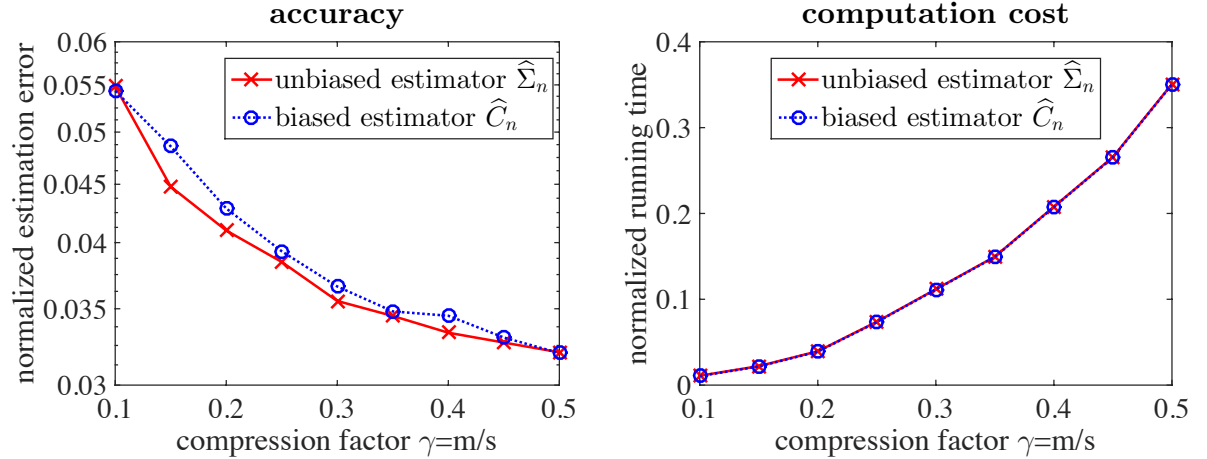 accuracy
normalized estimation error
0.06
0.055
0.05
0.045
0.04
0.035
0.03
unbiased estimator Σ̂ₙ
biased estimator Ĉₙ
0.1 0.2 0.3 0.4 0.5
compression factor γ=m/s
computation cost
normalized running time
0.4
0.3
0.2
0.1
0
unbiased estimator Σ̂ₙ
biased estimator Ĉₙ
0.1 0.2 0.3 0.4 0.5
compression factor γ=m/s